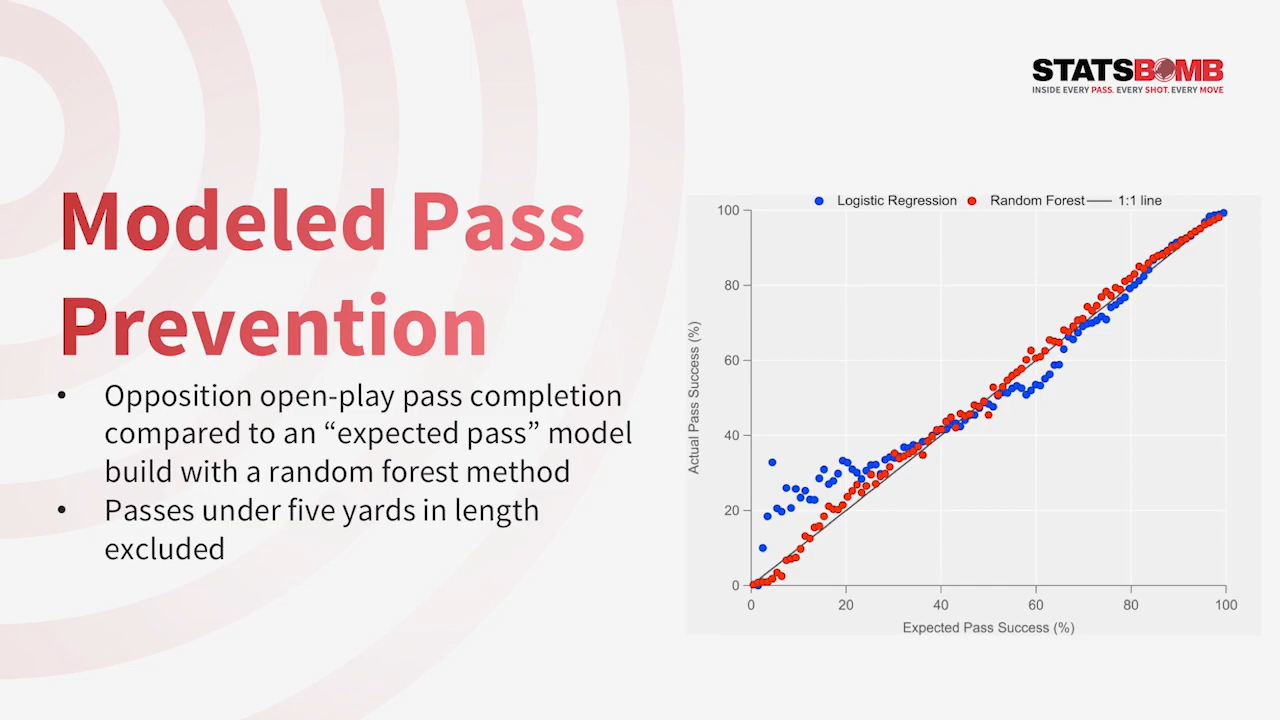 STATSBOMB
INSIDE EVERY PASS. EVERY SHOT. EVERY MOVE
Modeled Pass
Prevention
• Opposition open-play pass completion
compared to an “expected pass” model
build with a random forest method
• Passes under five yards in length
excluded
Logistic Regression Random Forest 1:1 line
100
80
60
40
20
0
Actual Pass Success (%)
0 20 40 60 80 100
Expected Pass Success (%)